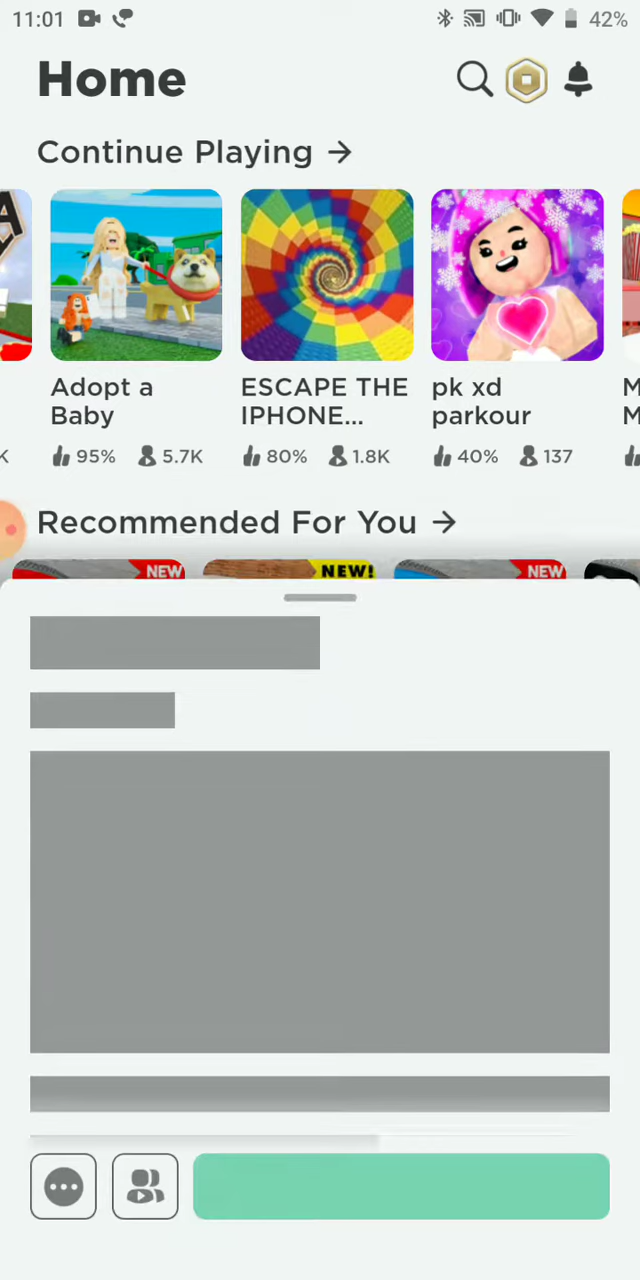 11:01
42%
Home
Continue Playing →
A
Adopt a
Baby
ESCAPE THE
IPHONE...
pk xd
parkour
M
M
K
95%
5.7K
80%
1.8K
40%
137
Recommended For You →
NEW
NEW!
NEW